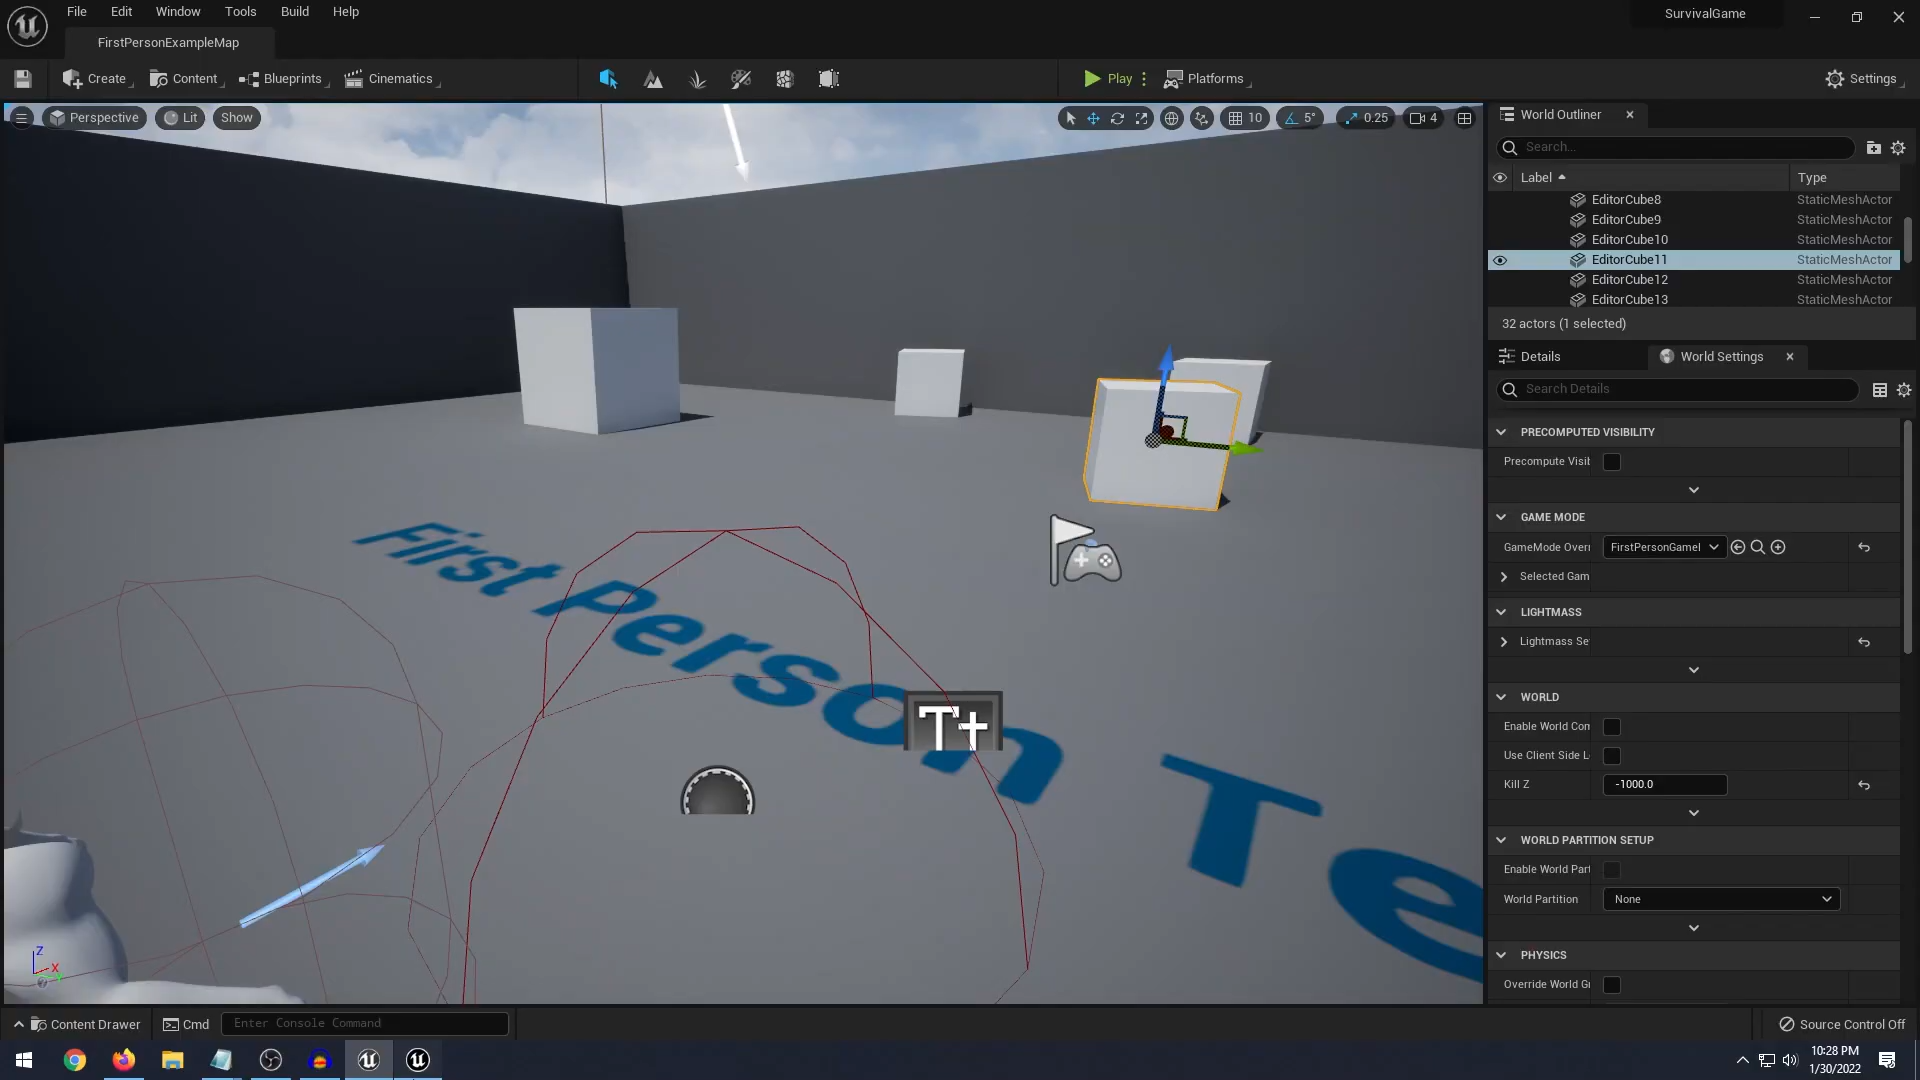 File Edit Window Tools Build Help
SurvivalGame
FirstPersonExampleMap
Create Content Blueprints Cinematics Play Platforms Settings
Perspective Lit Show 10 5° 0.25 4
World Outliner
Search...
Label Type
EditorCube8 StaticMeshActor
EditorCube9 StaticMeshActor
EditorCube10 StaticMeshActor
EditorCube11 StaticMeshActor
EditorCube12 StaticMeshActor
EditorCube13 StaticMeshActor
32 actors (1 selected)
Details World Settings
Search Details
PRECOMPUTED VISIBILITY
Precompute Visib
GAME MODE
GameMode Overr FirstPersonGameI
Selected Gam
LIGHTMASS
Lightmass Se
WORLD
Enable World Com
Use Client Side L
Kill Z -1000.0
WORLD PARTITION SETUP
Enable World Part
World Partition None
PHYSICS
Override World Gr
First Person Te
T+
Z
X
Y
Content Drawer Cmd Enter Console Command Source Control Off
10:28 PM
1/30/2022